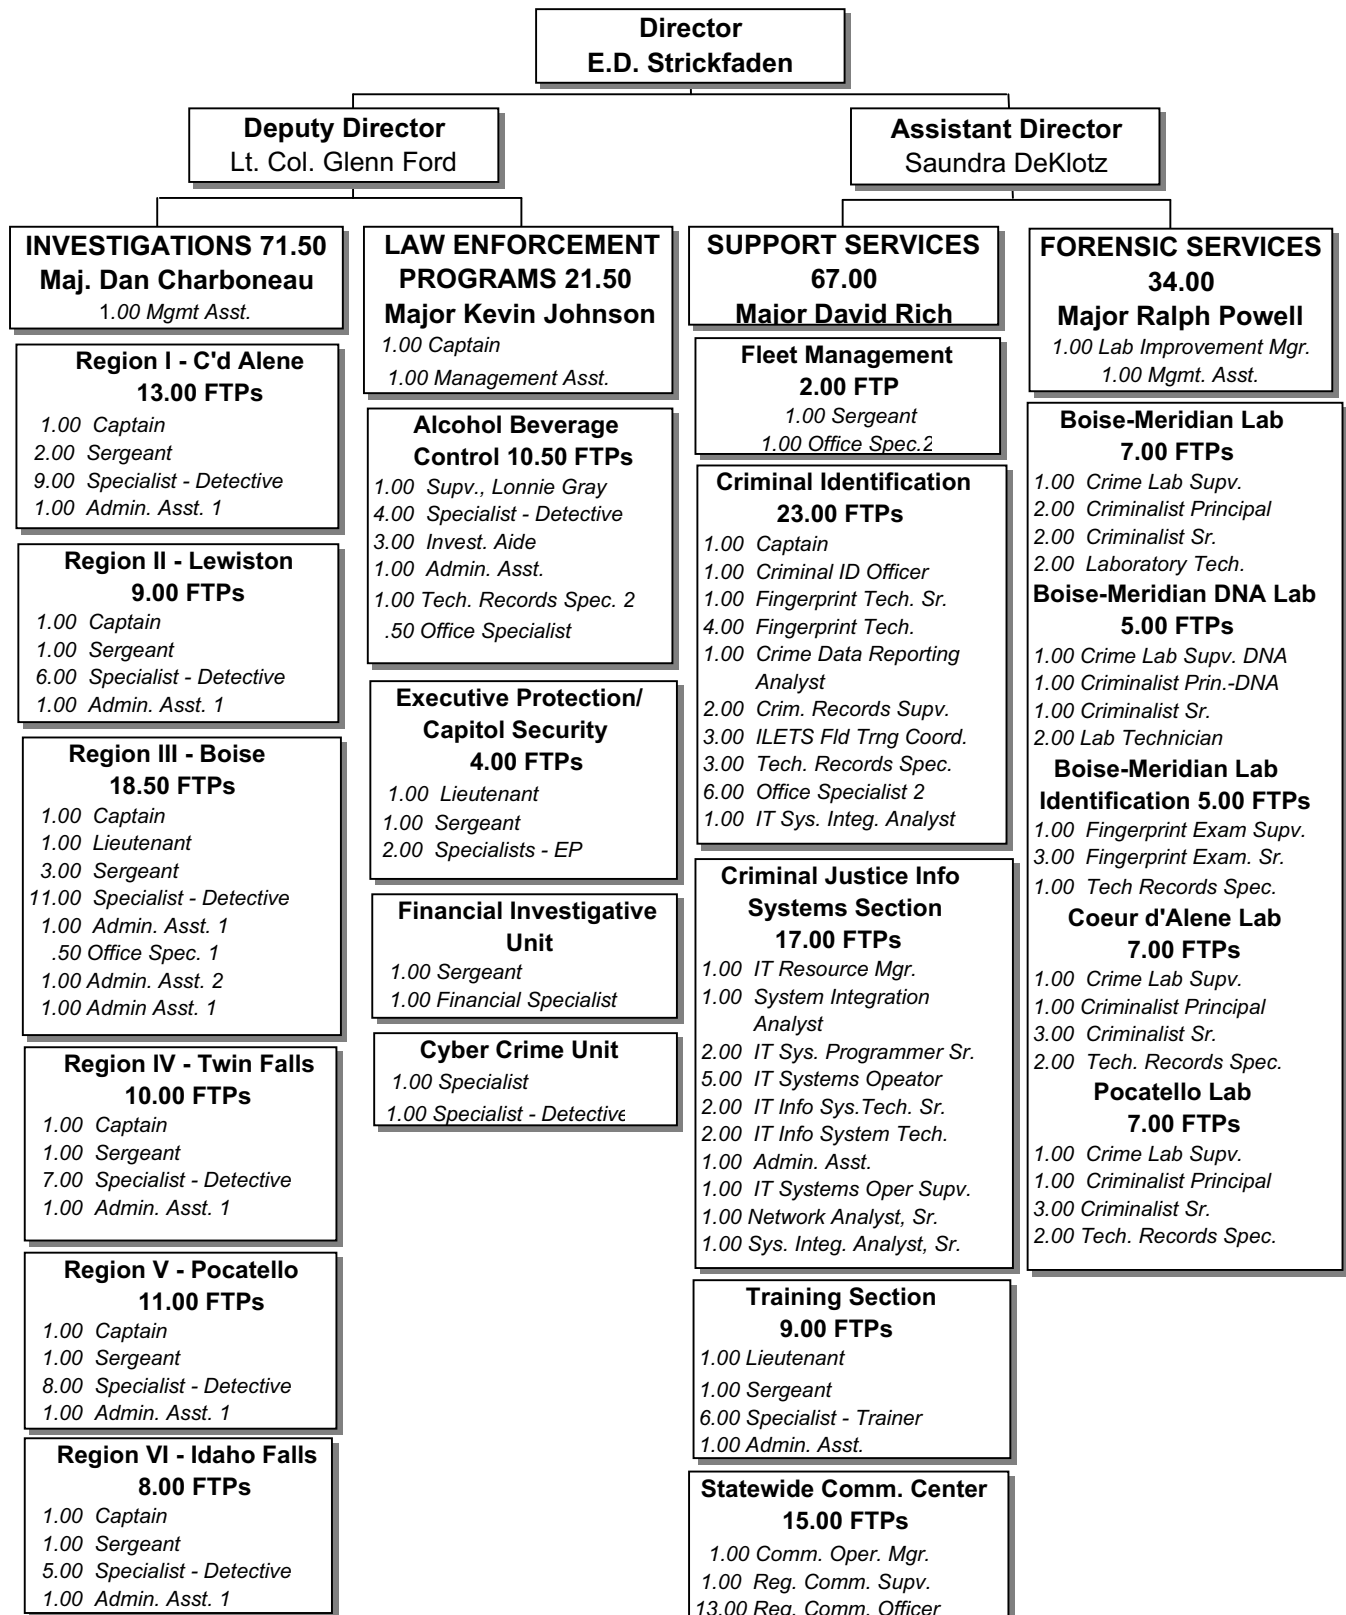 Director
E.D. Strickfaden
Deputy Director
Lt. Col. Glenn Ford
Assistant Director
Saundra DeKlotz
INVESTIGATIONS 71.50
Maj. Dan Charboneau
1.00 Mgmt Asst.
Region I - C'd Alene
13.00 FTPs
1.00 Captain
2.00 Sergeant
9.00 Specialist - Detective
1.00 Admin. Asst. 1
Region II - Lewiston
9.00 FTPs
1.00 Captain
1.00 Sergeant
6.00 Specialist - Detective
1.00 Admin. Asst. 1
Region III - Boise
18.50 FTPs
1.00 Captain
1.00 Lieutenant
3.00 Sergeant
11.00 Specialist - Detective
1.00 Admin. Asst. 1
.50 Office Spec. 1
1.00 Admin. Asst. 2
1.00 Admin Asst. 1
Region IV - Twin Falls
10.00 FTPs
1.00 Captain
1.00 Sergeant
7.00 Specialist - Detective
1.00 Admin. Asst. 1
Region V - Pocatello
11.00 FTPs
1.00 Captain
1.00 Sergeant
8.00 Specialist - Detective
1.00 Admin. Asst. 1
Region VI - Idaho Falls
8.00 FTPs
1.00 Captain
1.00 Sergeant
5.00 Specialist - Detective
1.00 Admin. Asst. 1
LAW ENFORCEMENT
PROGRAMS 21.50
Major Kevin Johnson
1.00 Captain
1.00 Management Asst.
Alcohol Beverage
Control 10.50 FTPs
1.00 Supv., Lonnie Gray
4.00 Specialist - Detective
3.00 Invest. Aide
1.00 Admin. Asst.
1.00 Tech. Records Spec. 2
.50 Office Specialist
Executive Protection/
Capitol Security
4.00 FTPs
1.00 Lieutenant
1.00 Sergeant
2.00 Specialists - EP
Financial Investigative
Unit
1.00 Sergeant
1.00 Financial Specialist
Cyber Crime Unit
1.00 Specialist
1.00 Specialist - Detective
SUPPORT SERVICES
67.00
Major David Rich
Fleet Management
2.00 FTP
1.00 Sergeant
1.00 Office Spec.2
Criminal Identification
23.00 FTPs
1.00 Captain
1.00 Criminal ID Officer
1.00 Fingerprint Tech. Sr.
4.00 Fingerprint Tech.
1.00 Crime Data Reporting
Analyst
2.00 Crim. Records Supv.
3.00 ILETS Fld Trng Coord.
3.00 Tech. Records Spec.
6.00 Office Specialist 2
1.00 IT Sys. Integ. Analyst
Criminal Justice Info
Systems Section
17.00 FTPs
1.00 IT Resource Mgr.
1.00 System Integration
Analyst
2.00 IT Sys. Programmer Sr.
5.00 IT Systems Opeator
2.00 IT Info Sys.Tech. Sr.
2.00 IT Info System Tech.
1.00 Admin. Asst.
1.00 IT Systems Oper Supv.
1.00 Network Analyst, Sr.
1.00 Sys. Integ. Analyst, Sr.
Training Section
9.00 FTPs
1.00 Lieutenant
1.00 Sergeant
6.00 Specialist - Trainer
1.00 Admin. Asst.
Statewide Comm. Center
15.00 FTPs
1.00 Comm. Oper. Mgr.
1.00 Reg. Comm. Supv.
13.00 Reg. Comm. Officer
FORENSIC SERVICES
34.00
Major Ralph Powell
1.00 Lab Improvement Mgr.
1.00 Mgmt. Asst.
Boise-Meridian Lab
7.00 FTPs
1.00 Crime Lab Supv.
2.00 Criminalist Principal
2.00 Criminalist Sr.
2.00 Laboratory Tech.
Boise-Meridian DNA Lab
5.00 FTPs
1.00 Crime Lab Supv. DNA
1.00 Criminalist Prin.-DNA
1.00 Criminalist Sr.
2.00 Lab Technician
Boise-Meridian Lab
Identification 5.00 FTPs
1.00 Fingerprint Exam Supv.
3.00 Fingerprint Exam. Sr.
1.00 Tech Records Spec.
Coeur d'Alene Lab
7.00 FTPs
1.00 Crime Lab Supv.
1.00 Criminalist Principal
3.00 Criminalist Sr.
2.00 Tech. Records Spec.
Pocatello Lab
7.00 FTPs
1.00 Crime Lab Supv.
1.00 Criminalist Principal
3.00 Criminalist Sr.
2.00 Tech. Records Spec.